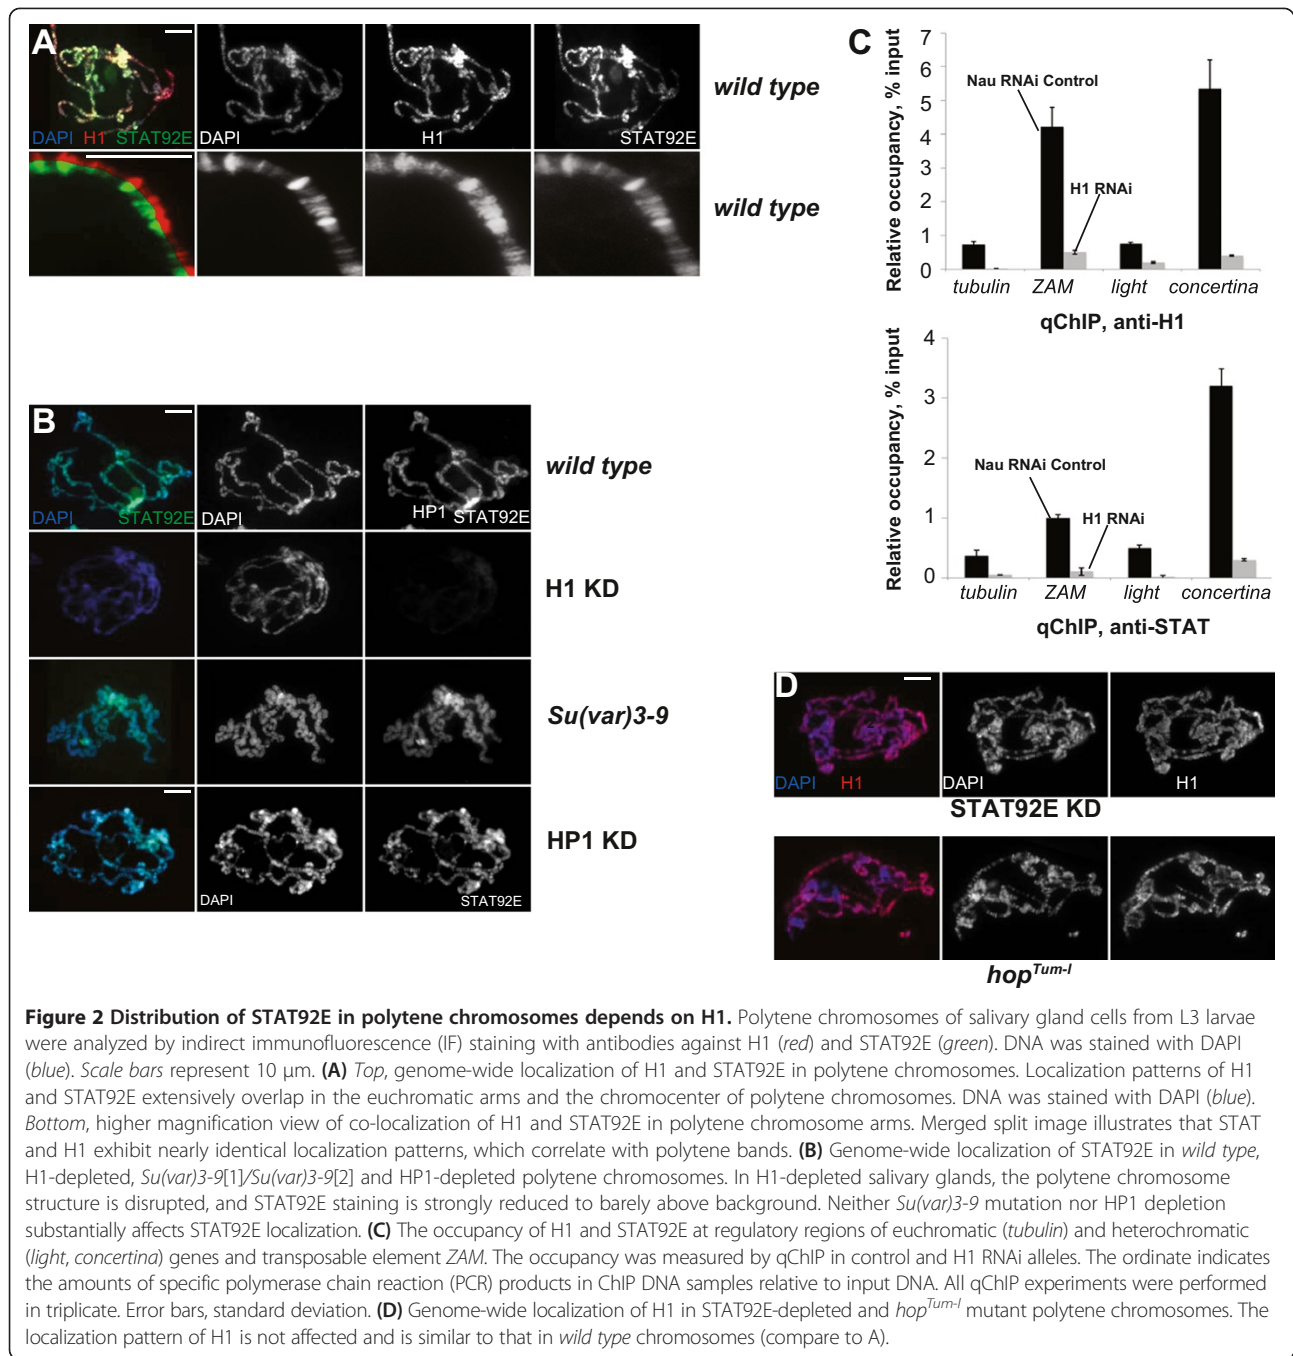 A
DAPI H1 STAT92E
DAPI
H1
STAT92E
wild type
wild type
B
DAPI STAT92E
DAPI
HP1 STAT92E
wild type
H1 KD
Su(var)3-9
DAPI
STAT92E
HP1 KD
C
Relative occupancy, % input
7
6
5
4
3
2
1
0
Nau RNAi Control
H1 RNAi
tubulin ZAM light concertina
qChIP, anti-H1
Relative occupancy, % input
4
3
2
1
0
Nau RNAi Control
H1 RNAi
tubulin ZAM light concertina
qChIP, anti-STAT
D
DAPI H1
DAPI
H1
STAT92E KD
hop^Tum-l
Figure 2 Distribution of STAT92E in polytene chromosomes depends on H1. Polytene chromosomes of salivary gland cells from L3 larvae
were analyzed by indirect immunofluorescence (IF) staining with antibodies against H1 (red) and STAT92E (green). DNA was stained with DAPI
(blue). Scale bars represent 10 µm. (A) Top, genome-wide localization of H1 and STAT92E in polytene chromosomes. Localization patterns of H1
and STAT92E extensively overlap in the euchromatic arms and the chromocenter of polytene chromosomes. DNA was stained with DAPI (blue).
Bottom, higher magnification view of co-localization of H1 and STAT92E in polytene chromosome arms. Merged split image illustrates that STAT
and H1 exhibit nearly identical localization patterns, which correlate with polytene bands. (B) Genome-wide localization of STAT92E in wild type,
H1-depleted, Su(var)3-9[1]/Su(var)3-9[2] and HP1-depleted polytene chromosomes. In H1-depleted salivary glands, the polytene chromosome
structure is disrupted, and STAT92E staining is strongly reduced to barely above background. Neither Su(var)3-9 mutation nor HP1 depletion
substantially affects STAT92E localization. (C) The occupancy of H1 and STAT92E at regulatory regions of euchromatic (tubulin) and heterochromatic
(light, concertina) genes and transposable element ZAM. The occupancy was measured by qChIP in control and H1 RNAi alleles. The ordinate indicates
the amounts of specific polymerase chain reaction (PCR) products in ChIP DNA samples relative to input DNA. All qChIP experiments were performed
in triplicate. Error bars, standard deviation. (D) Genome-wide localization of H1 in STAT92E-depleted and hop^Tum-l mutant polytene chromosomes. The
localization pattern of H1 is not affected and is similar to that in wild type chromosomes (compare to A).